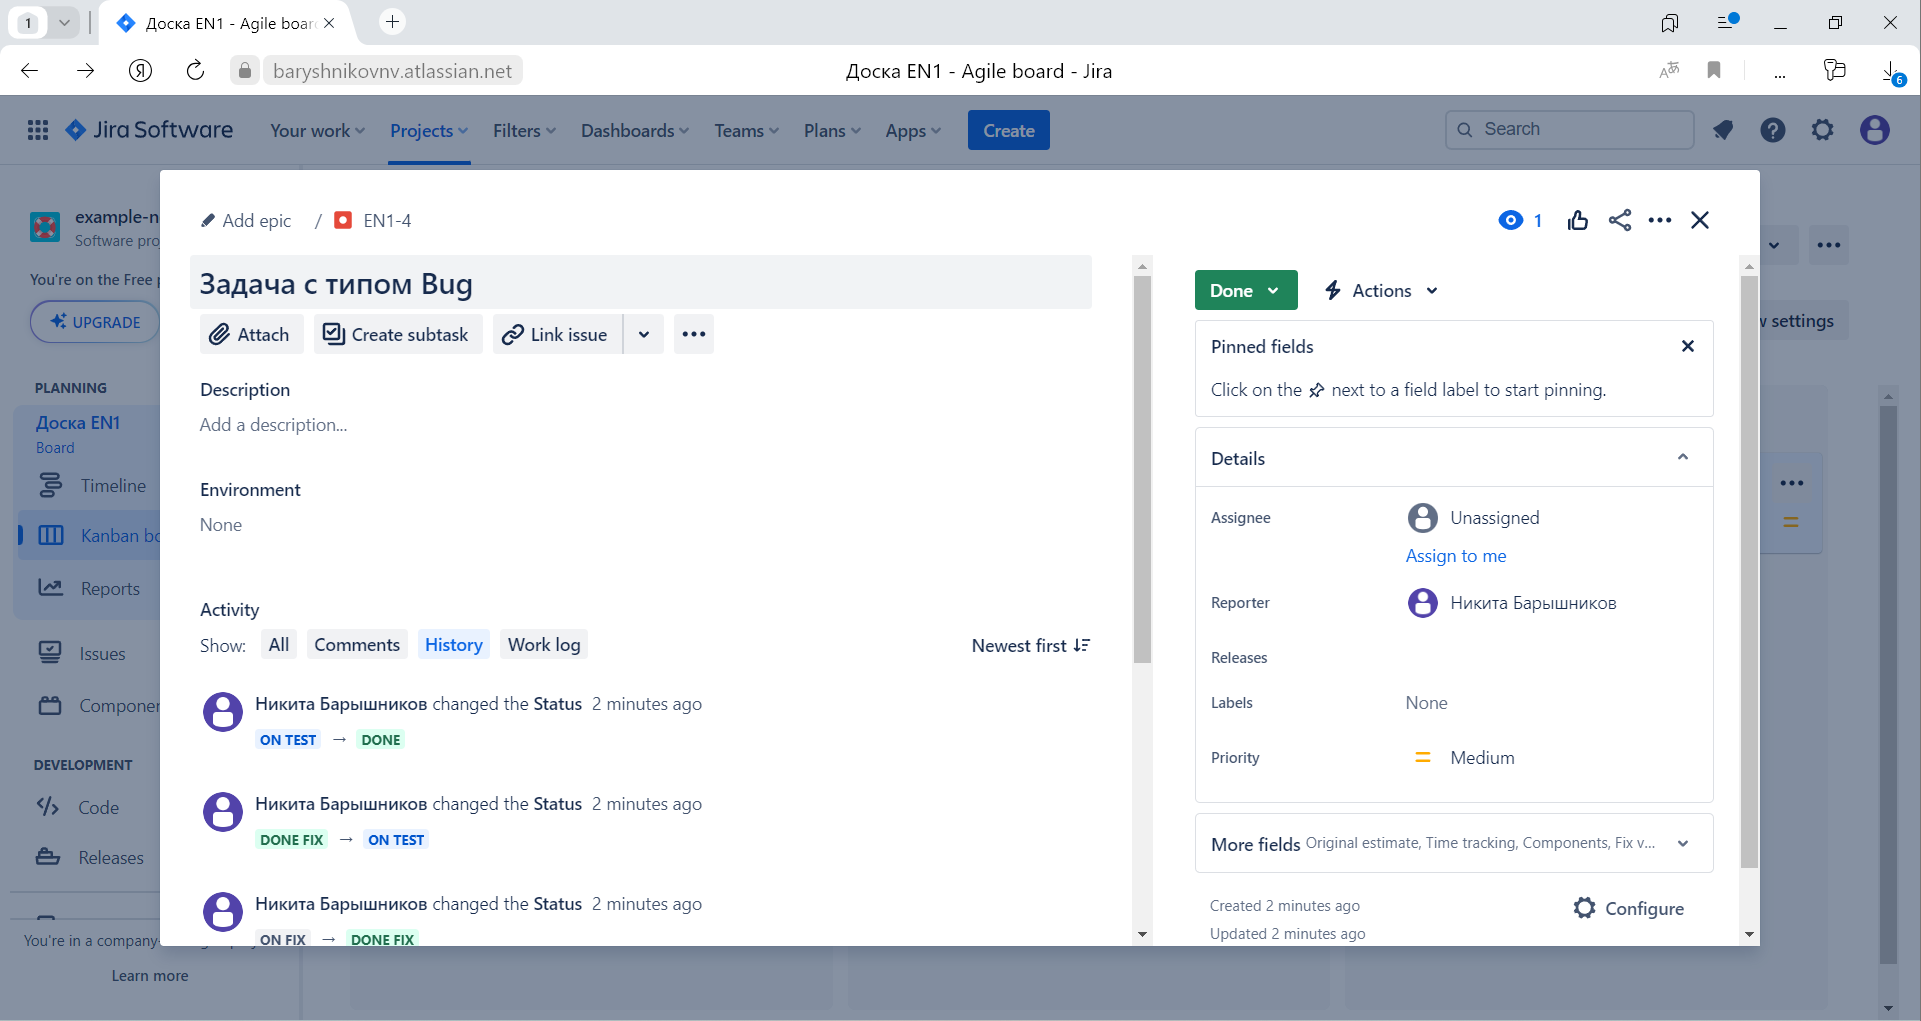 1
Доска EN1 - Agile boar
baryshnikovnv.atlassian.net
Доска EN1 - Agile board - Jira
6
Jira Software
Your work
Projects
Filters
Dashboards
Teams
Plans
Apps
Create
Search
example-n
Software proj
You're on the Free p
UPGRADE
PLANNING
Доска EN1
Board
Timeline
Kanban bo
Reports
Issues
Componen
DEVELOPMENT
Code
Releases
You're in a company-
Learn more
Add epic / EN1-4
1
Задача с типом Bug
Attach
Create subtask
Link issue
Description
Add a description...
Environment
None
Activity
Show: All Comments History Work log
Newest first
Никита Барышников changed the Status 2 minutes ago
ON TEST → DONE
Никита Барышников changed the Status 2 minutes ago
DONE FIX → ON TEST
Никита Барышников changed the Status 2 minutes ago
ON FIX → DONE FIX
Done
Actions
Pinned fields
Click on the next to a field label to start pinning.
Details
Assignee
Unassigned
Assign to me
Reporter
Никита Барышников
Releases
Labels
None
Priority
Medium
More fields Original estimate, Time tracking, Components, Fix v...
Created 2 minutes ago
Updated 2 minutes ago
Configure
settings